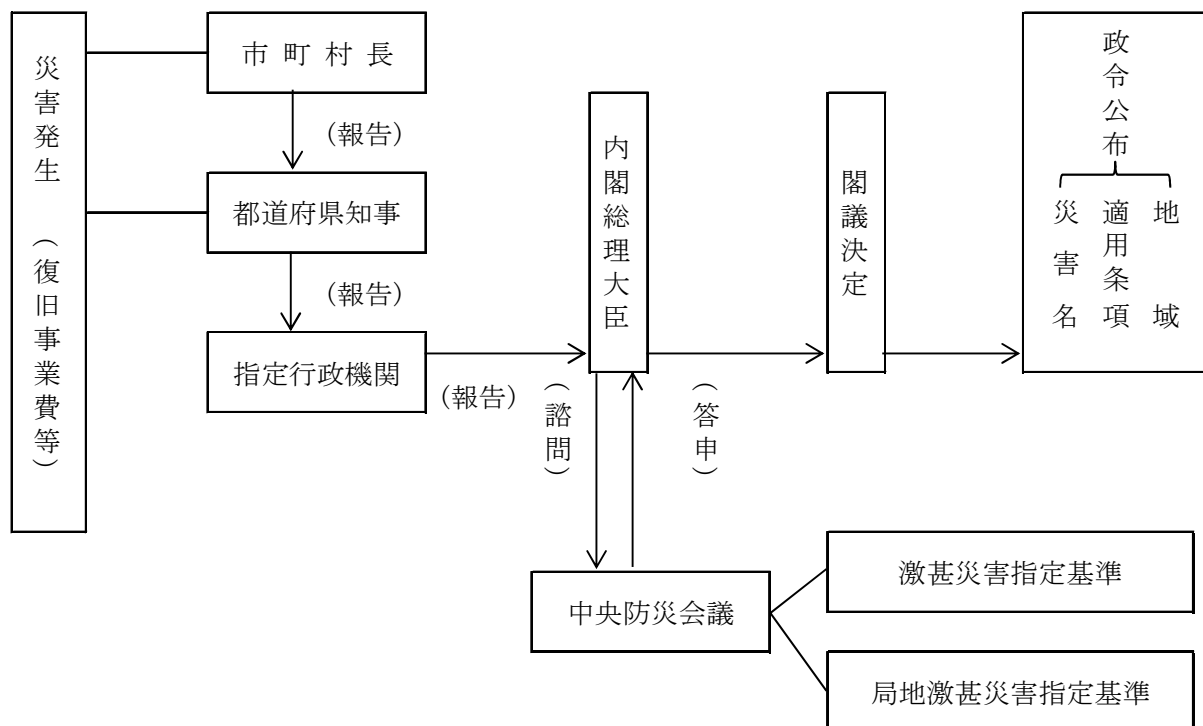 災害発生 (復旧事業費等)
市町村長
(報告)
都道府県知事
(報告)
指定行政機関
(報告)
内閣総理大臣
(諮問)
(答申)
中央防災会議
激甚災害指定基準
局地激甚災害指定基準
閣議決定
政令公布
災害名
適用条項
地域